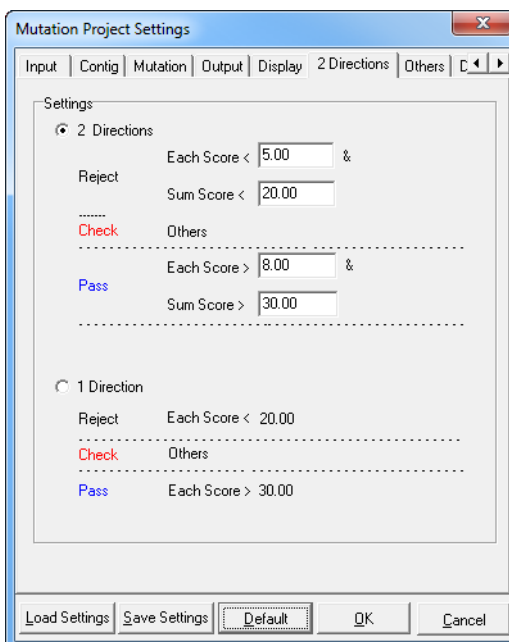 Mutation Project Settings
Input Contig Mutation Output Display 2 Directions Others
Settings
2 Directions
Each Score < 5.00 &
Reject
Sum Score < 20.00
Check Others
Each Score > 8.00 &
Pass
Sum Score > 30.00
1 Direction
Reject Each Score < 20.00
Check Others
Pass Each Score > 30.00
Load Settings Save Settings Default OK Cancel